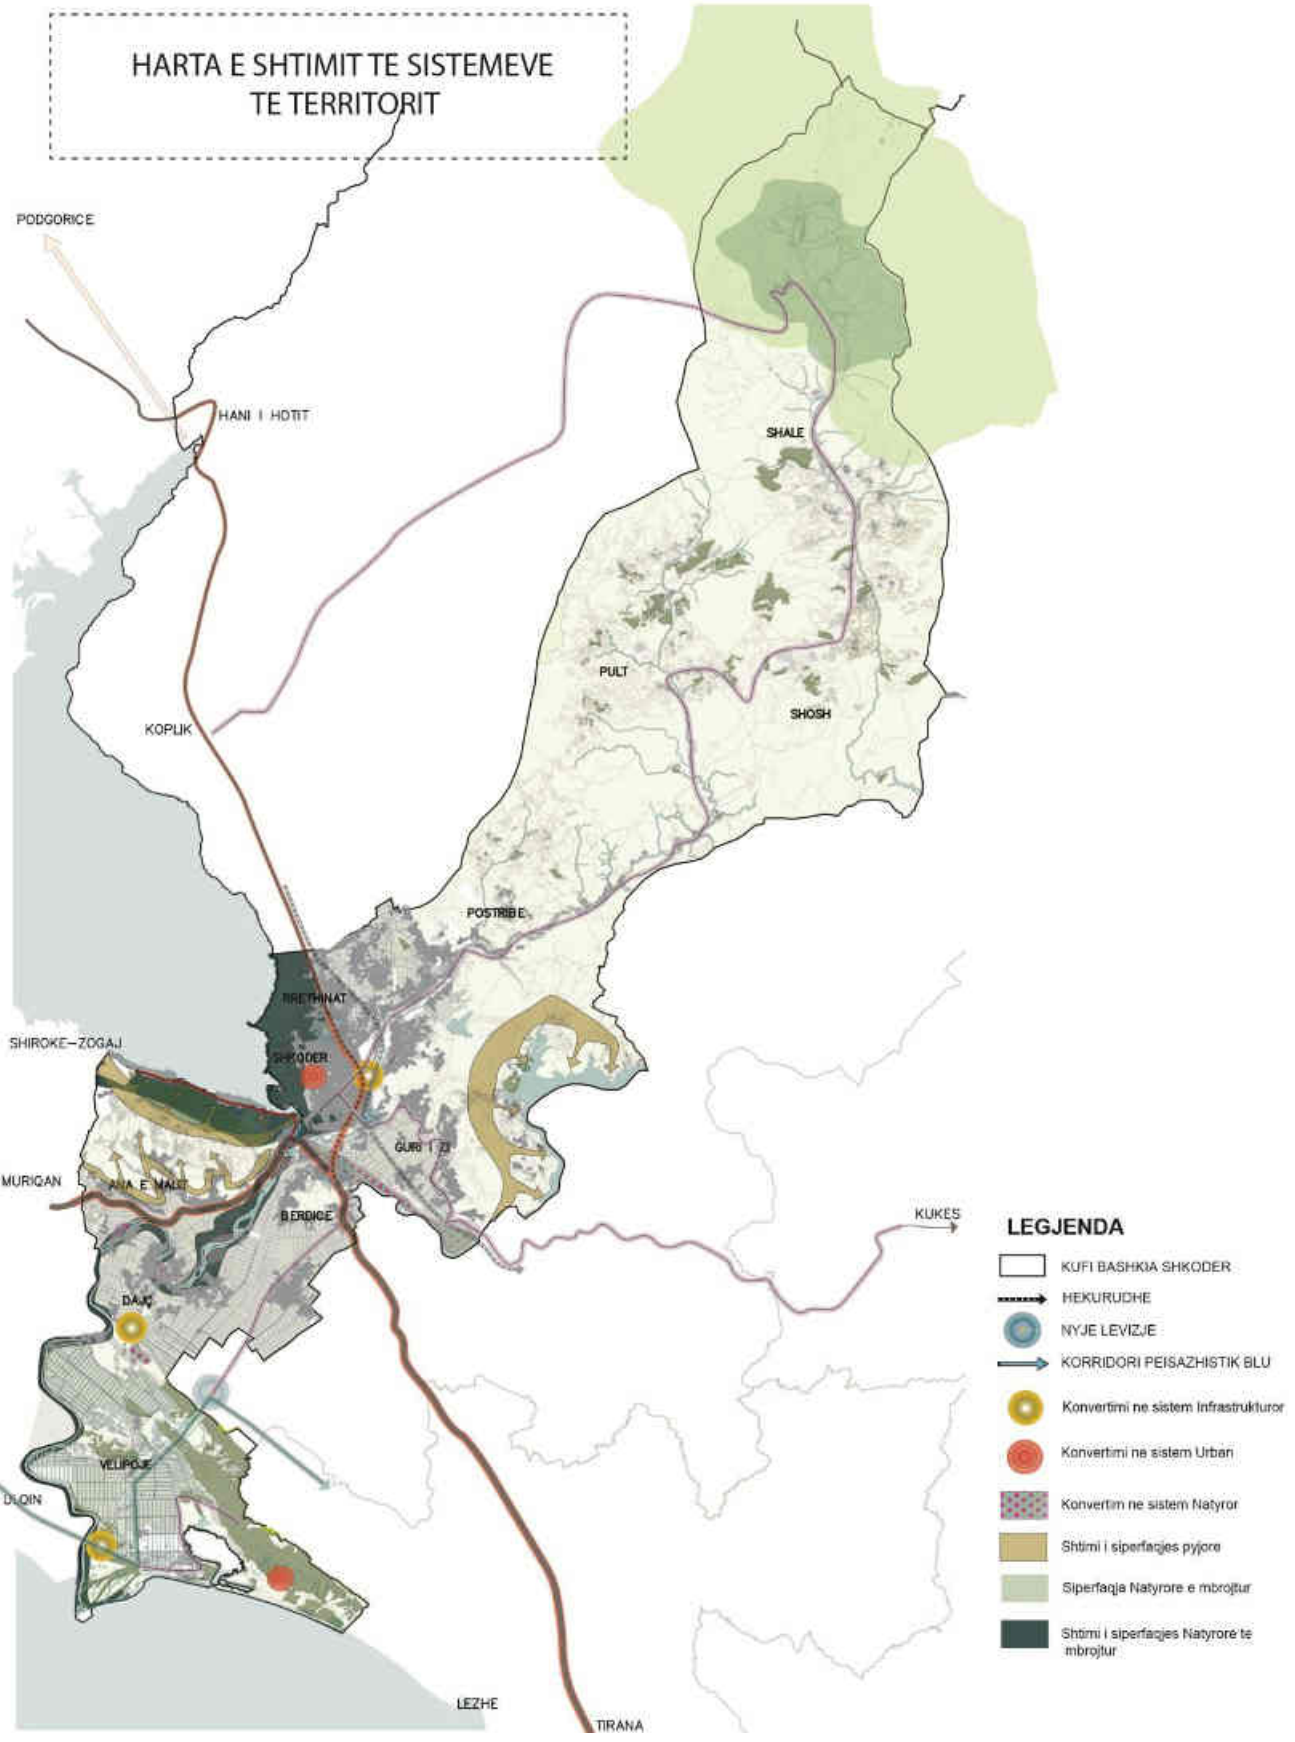 HARTA E SHTIMIT TE SISTEMEVE
TE TERRITORIT
PODGORICE
HANI I HOTIT
SHALE
PULT
SHOSH
KOPLIK
POSTRIBE
RRETHINAT
SHIROKE-ZOGAJ
SHKODER
GURI I ZI
MURIQAN
ANA E MALIT
BERDICE
KUKES
DAJÇ
VELIPOJE
LEZHE
TIRANA
LEGJENDA
KUFI BASHKIA SHKODER
HEKURUDHE
NYJE LEVIZJE
KORRIDORI PEISAZHISTIK BLU
Konvertimi ne sistem Infrastrukturor
Konvertimi ne sistem Urban
Konvertim ne sistem Natyror
Shtimi i siperfaqjes pyjore
Siperfaqja Natyrore e mbrojtur
Shtimi i siperfaqjes Natyrore te
mbrojtur